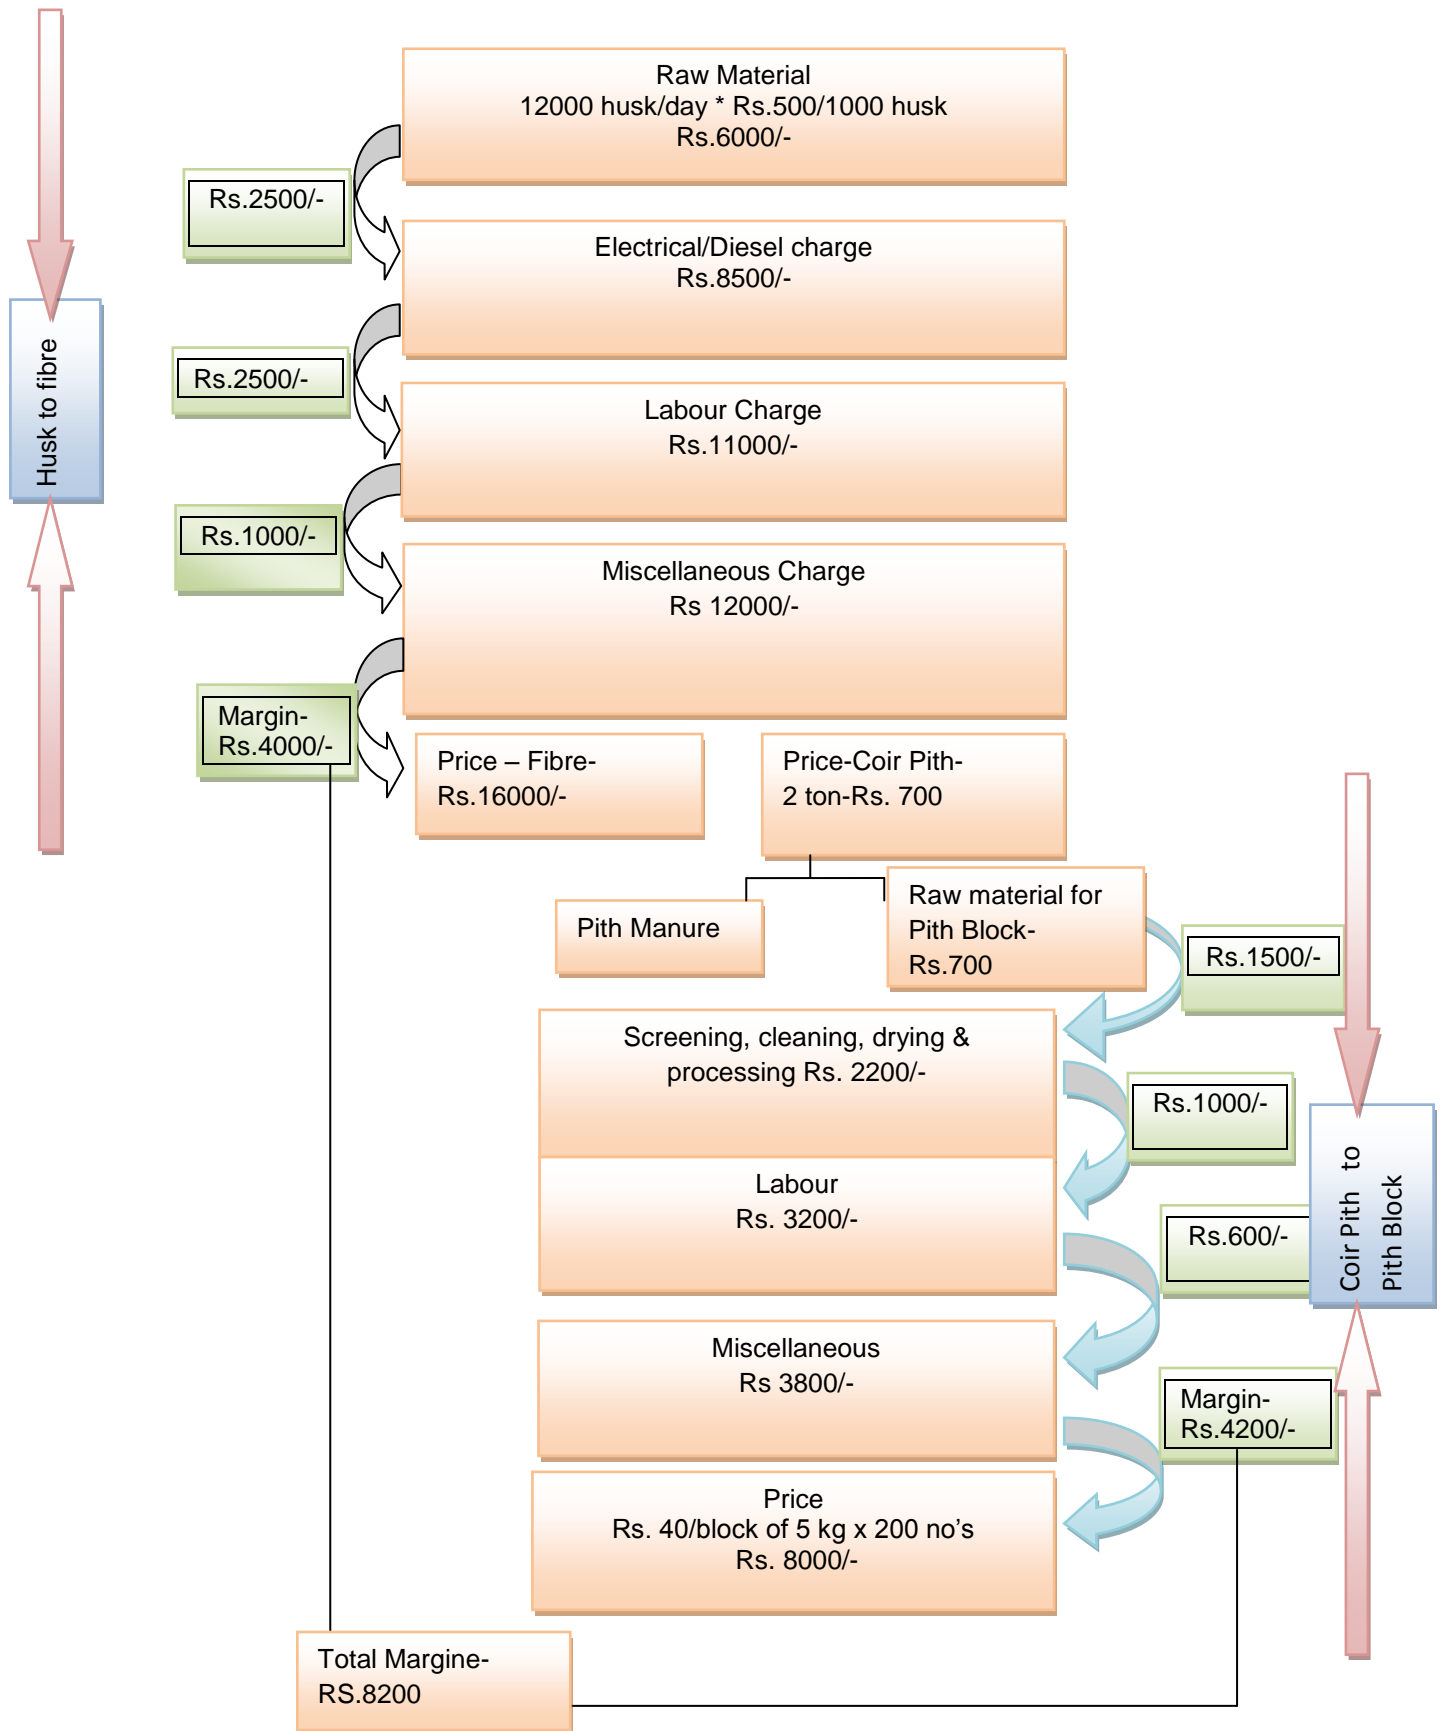 Raw Material
12000 husk/day * Rs.500/1000 husk
Rs.6000/-
Rs.2500/-
Electrical/Diesel charge
Rs.8500/-
Husk to fibre
Rs.2500/-
Labour Charge
Rs.11000/-
Rs.1000/-
Miscellaneous Charge
Rs 12000/-
Margin-
Rs.4000/-
Price – Fibre-
Rs.16000/-
Price-Coir Pith-
2 ton-Rs. 700
Pith Manure
Raw material for
Pith Block-
Rs.700
Rs.1500/-
Screening, cleaning, drying &
processing Rs. 2200/-
Rs.1000/-
Labour
Rs. 3200/-
Rs.600/-
Coir Pith to
Pith Block
Miscellaneous
Rs 3800/-
Margin-
Rs.4200/-
Price
Rs. 40/block of 5 kg x 200 no’s
Rs. 8000/-
Total Margine-
RS.8200